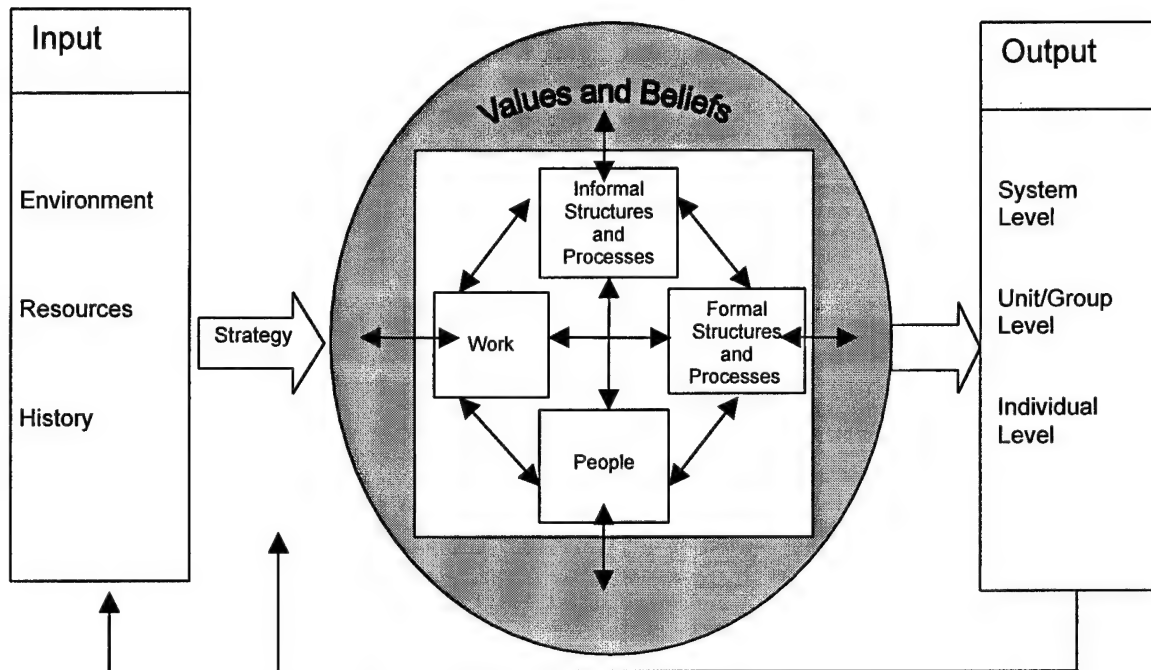 Input
Environment
Resources
History
Strategy
Values and Beliefs
Informal
Structures
and
Processes
Work
Formal
Structures
and
Processes
People
Output
System
Level
Unit/Group
Level
Individual
Level